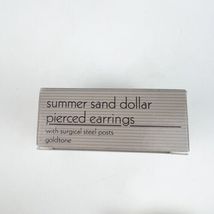 summer sand dollar
pierced earrings
with surgical steel posts
goldtone